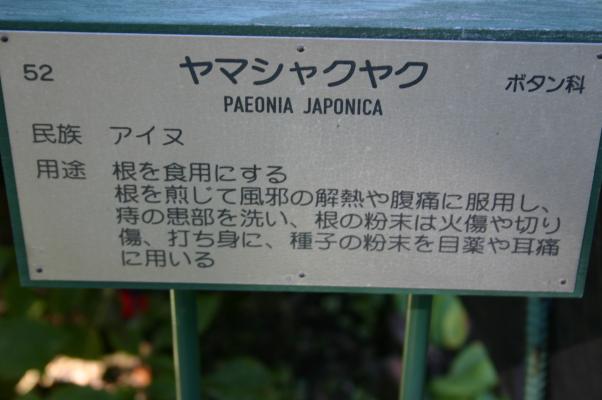 52
ヤマシャクヤク
ボタン科
PAEONIA JAPONICA
民族 アイヌ
用途 根を食用にする
根を煎じて風邪の解熱や腹痛に服用し、
痔の患部を洗い、根の粉末は火傷や切り
傷、打ち身に、種子の粉末を目薬や耳痛
に用いる